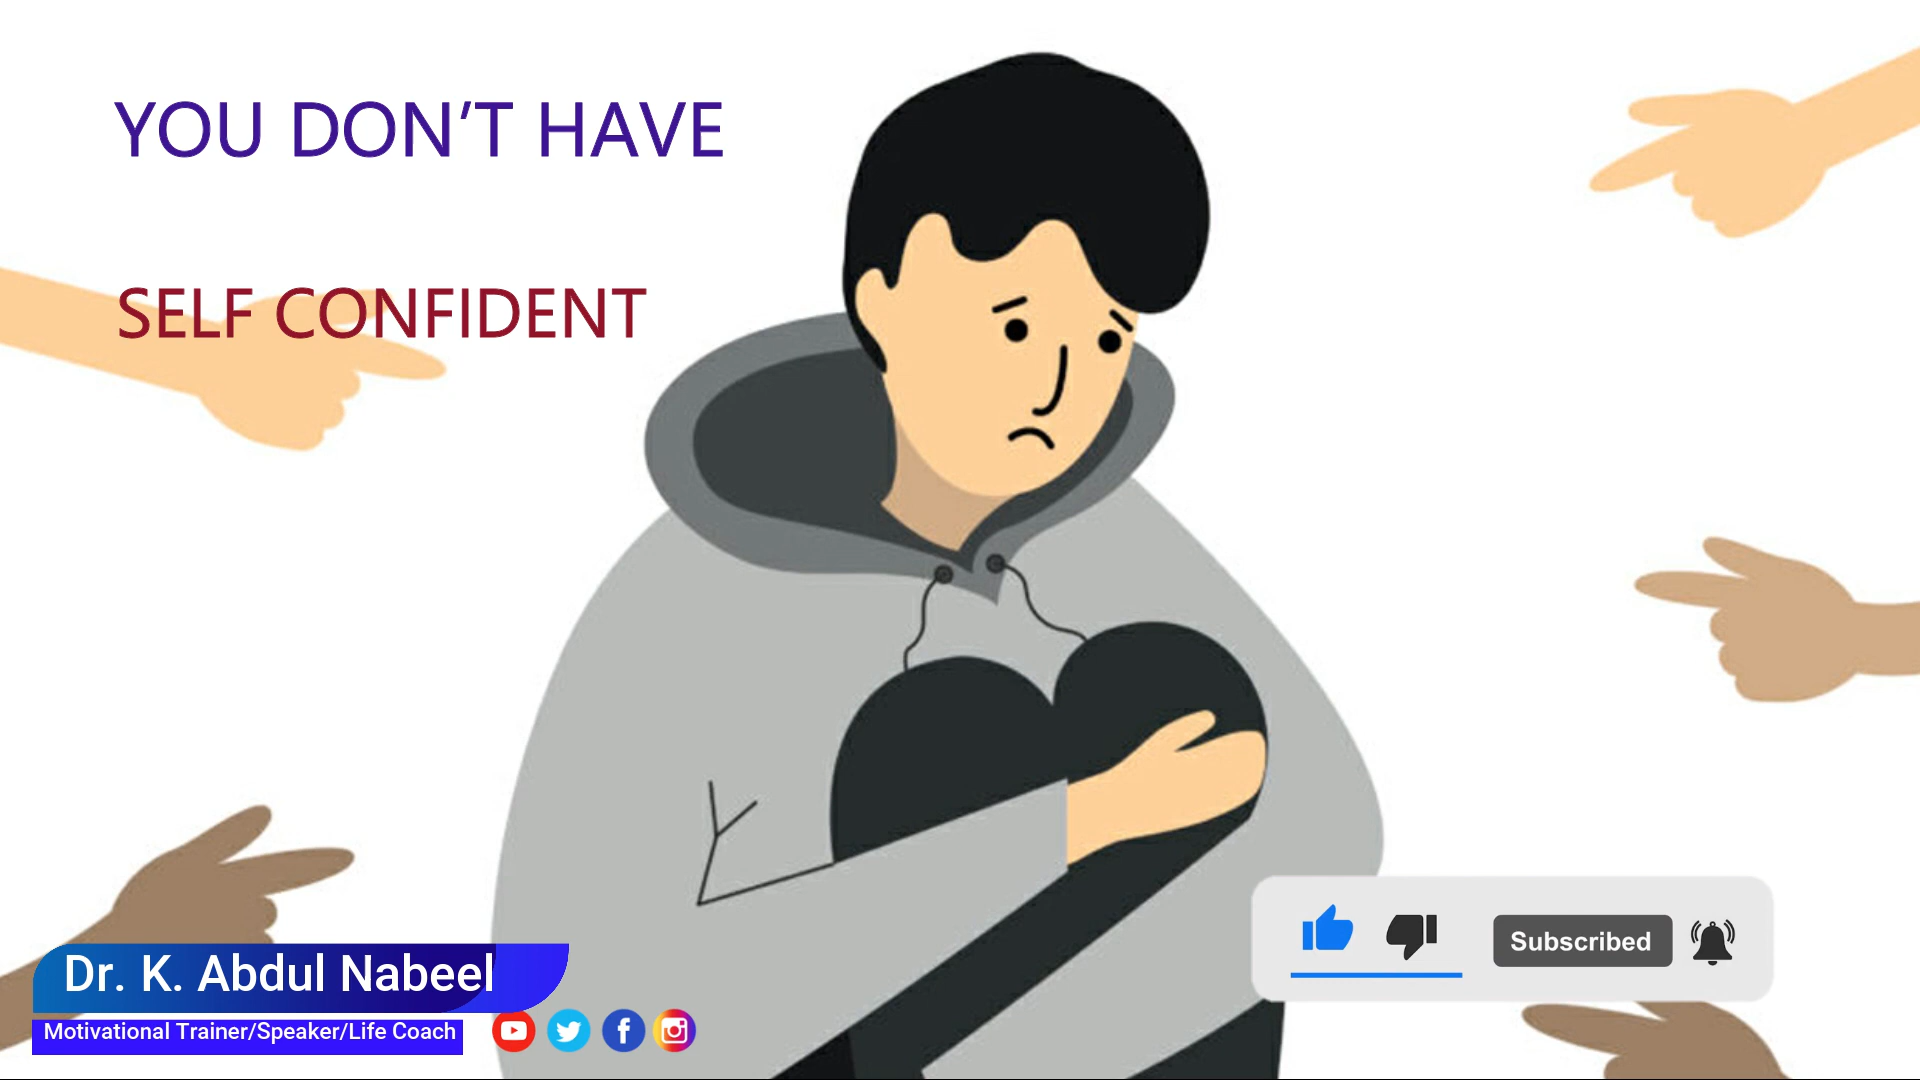 YOU DON’T HAVE
SELF CONFIDENT
Subscribed
Dr. K. Abdul Nabeel
Motivational Trainer/Speaker/Life Coach